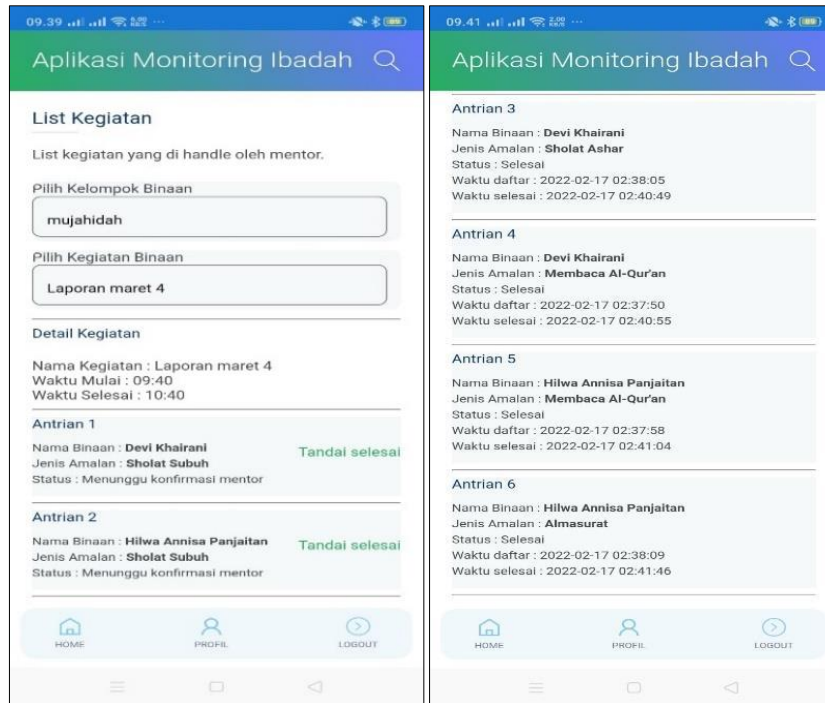 09.39
Aplikasi Monitoring Ibadah
List Kegiatan
List kegiatan yang di handle oleh mentor.
Pilih Kelompok Binaan
mujahidah
Pilih Kegiatan Binaan
Laporan maret 4
Detail Kegiatan
Nama Kegiatan : Laporan maret 4
Waktu Mulai : 09:40
Waktu Selesai : 10:40
Antrian 1
Nama Binaan : Devi Khairani
Jenis Amalan : Sholat Subuh
Status : Menunggu konfirmasi mentor
Tandai selesai
Antrian 2
Nama Binaan : Hilwa Annisa Panjaitan
Jenis Amalan : Sholat Subuh
Status : Menunggu konfirmasi mentor
Tandai selesai
HOME
PROFIL
LOGOUT
09.41
Aplikasi Monitoring Ibadah
Antrian 3
Nama Binaan : Devi Khairani
Jenis Amalan : Sholat Ashar
Status : Selesai
Waktu daftar : 2022-02-17 02:38:05
Waktu selesai : 2022-02-17 02:40:49
Antrian 4
Nama Binaan : Devi Khairani
Jenis Amalan : Membaca Al-Qur'an
Status : Selesai
Waktu daftar : 2022-02-17 02:37:50
Waktu selesai : 2022-02-17 02:40:55
Antrian 5
Nama Binaan : Hilwa Annisa Panjaitan
Jenis Amalan : Membaca Al-Qur'an
Status : Selesai
Waktu daftar : 2022-02-17 02:37:58
Waktu selesai : 2022-02-17 02:41:04
Antrian 6
Nama Binaan : Hilwa Annisa Panjaitan
Jenis Amalan : Almasurat
Status : Selesai
Waktu daftar : 2022-02-17 02:38:09
Waktu selesai : 2022-02-17 02:41:46
HOME
PROFIL
LOGOUT